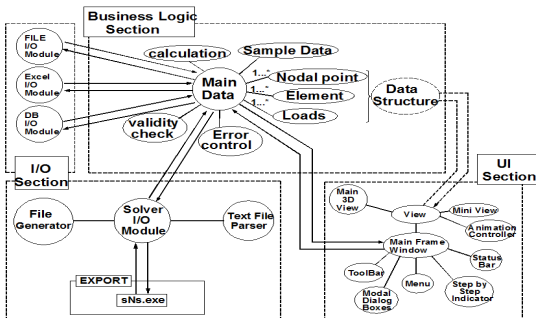 Business Logic
Section
FILE
I/O
Module
Excel
I/O
Module
DB
I/O
Module
I/O
Section
calculation
Sample Data
Main
Data
1...*
Nodal point
1...*
Element
1...*
Loads
validity
check
Error
control
Data
Structure
UI
Section
File
Generator
Solver
I/O
Module
Text File
Parser
EXPORT
sNs.exe
Main
3D
View
View
Mini View
Animation
Controller
Main Frame
Window
Status
Bar
ToolBar
Modal
Dialog
Boxes
Menu
Step by
Step
Indicator